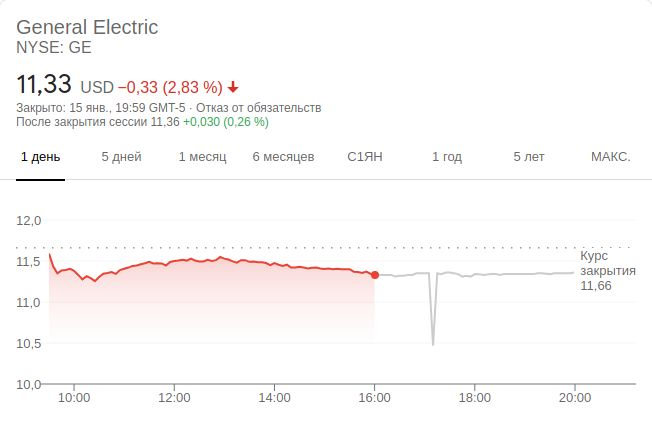 General Electric
NYSE: GE
11,33 USD −0,33 (2,83 %)
Закрыто: 15 янв., 19:59 GMT-5 · Отказ от обязательств
После закрытия сессии 11,36 +0,030 (0,26 %)
1 день 5 дней 1 месяц 6 месяцев С1ЯН 1 год 5 лет МАКС.
12,0
11,5
11,0
10,5
10,0
Курс
закрытия
11,66
10:00 12:00 14:00 16:00 18:00 20:00